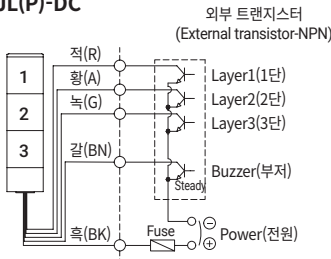 JL(P)-DC
외부 트랜지스터
(External transistor-NPN)
적(R)
황(A)
녹(G)
갈(BN)
흑(BK)
1
2
3
Layer1(1단)
Layer2(2단)
Layer3(3단)
Buzzer(부저)
Steady
Fuse
Power(전원)